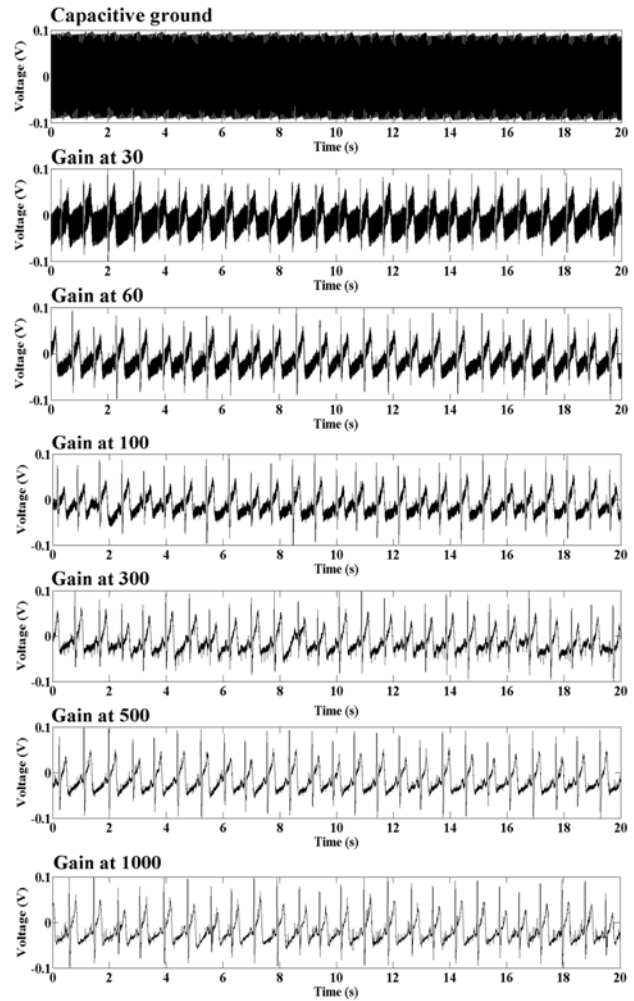 Capacitive ground
0.1
Voltage (V)
0
-0.1
0 2 4 6 8 10 12 14 16 18 20
Time (s)
Gain at 30
0.1
Voltage (V)
0
-0.1
0 2 4 6 8 10 12 14 16 18 20
Time (s)
Gain at 60
0.1
Voltage (V)
0
-0.1
0 2 4 6 8 10 12 14 16 18 20
Time (s)
Gain at 100
0.1
Voltage (V)
0
-0.1
0 2 4 6 8 10 12 14 16 18 20
Time (s)
Gain at 300
0.1
Voltage (V)
0
-0.1
0 2 4 6 8 10 12 14 16 18 20
Time (s)
Gain at 500
0.1
Voltage (V)
0
-0.1
0 2 4 6 8 10 12 14 16 18 20
Time (s)
Gain at 1000
0.1
Voltage (V)
0
-0.1
0 2 4 6 8 10 12 14 16 18 20
Time (s)